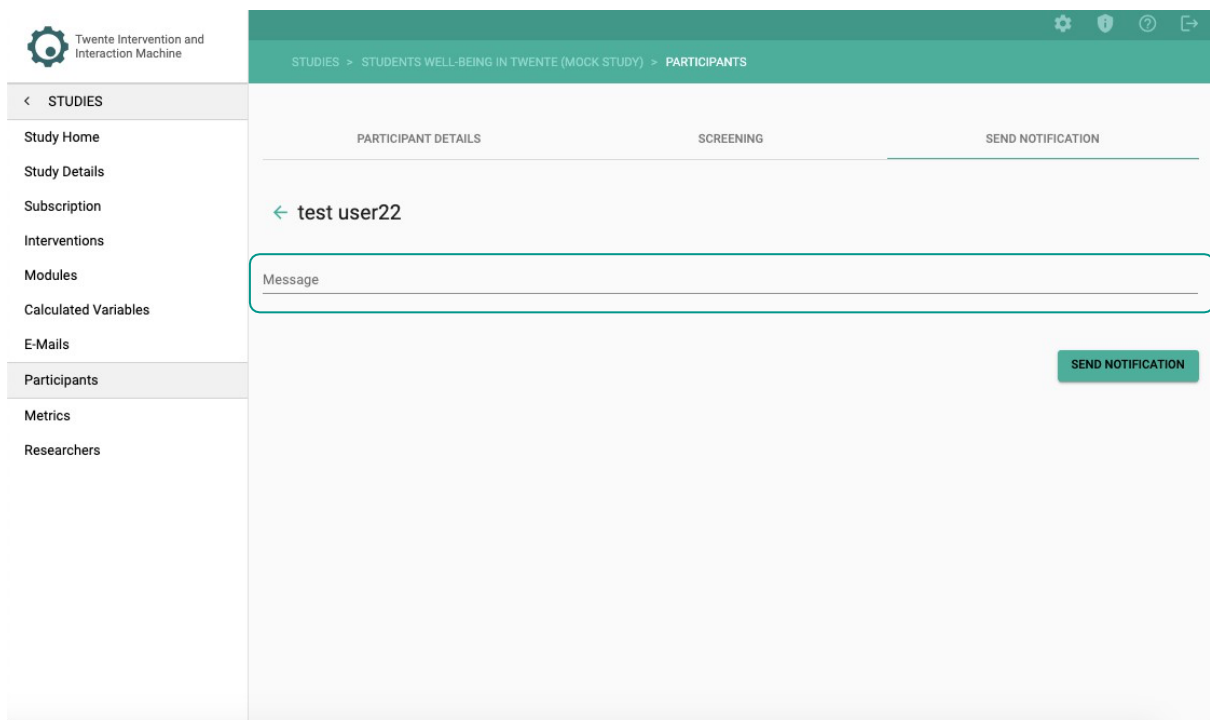 Twente Intervention and
Interaction Machine
STUDIES > STUDENTS WELL-BEING IN TWENTE (MOCK STUDY) > PARTICIPANTS
< STUDIES
Study Home
Study Details
Subscription
Interventions
Modules
Calculated Variables
E-Mails
Participants
Metrics
Researchers
PARTICIPANT DETAILS SCREENING SEND NOTIFICATION
← test user22
Message
SEND NOTIFICATION